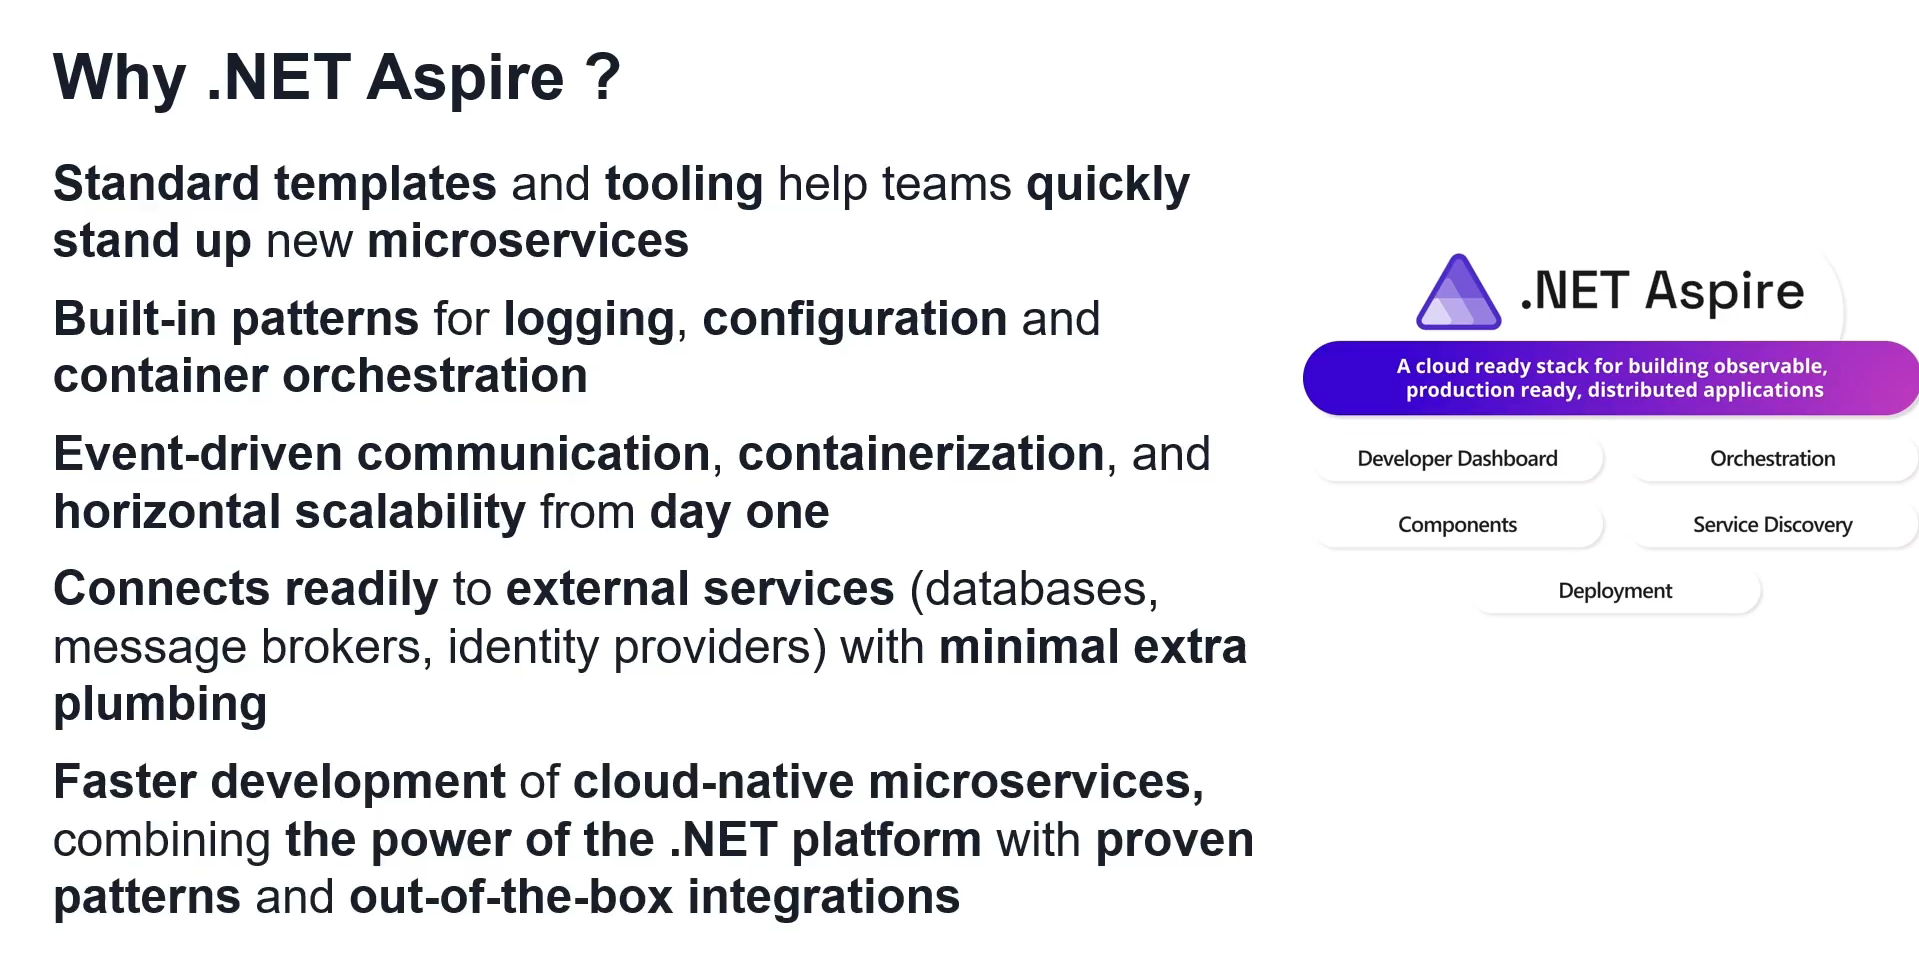 Why .NET Aspire ?
Standard templates and tooling help teams quickly
stand up new microservices
Built-in patterns for logging, configuration and
container orchestration
Event-driven communication, containerization, and
horizontal scalability from day one
Connects readily to external services (databases,
message brokers, identity providers) with minimal extra
plumbing
Faster development of cloud-native microservices,
combining the power of the .NET platform with proven
patterns and out-of-the-box integrations
.NET Aspire
A cloud ready stack for building observable,
production ready, distributed applications
Developer Dashboard
Orchestration
Components
Service Discovery
Deployment